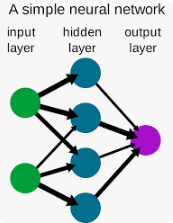 A simple neural network
input hidden output
layer layer layer